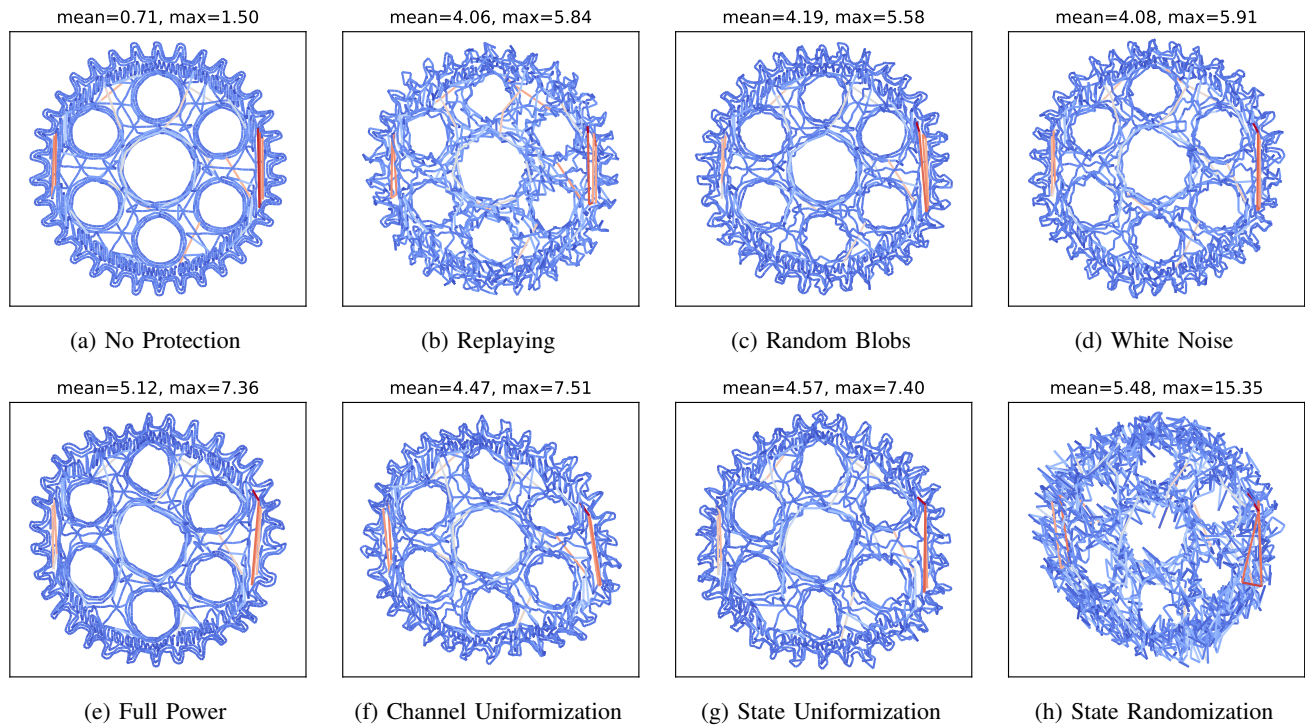 mean=0.71, max=1.50
mean=4.06, max=5.84
mean=4.19, max=5.58
mean=4.08, max=5.91
(a) No Protection
(b) Replaying
(c) Random Blobs
(d) White Noise
mean=5.12, max=7.36
mean=4.47, max=7.51
mean=4.57, max=7.40
mean=5.48, max=15.35
(e) Full Power
(f) Channel Uniformization
(g) State Uniformization
(h) State Randomization